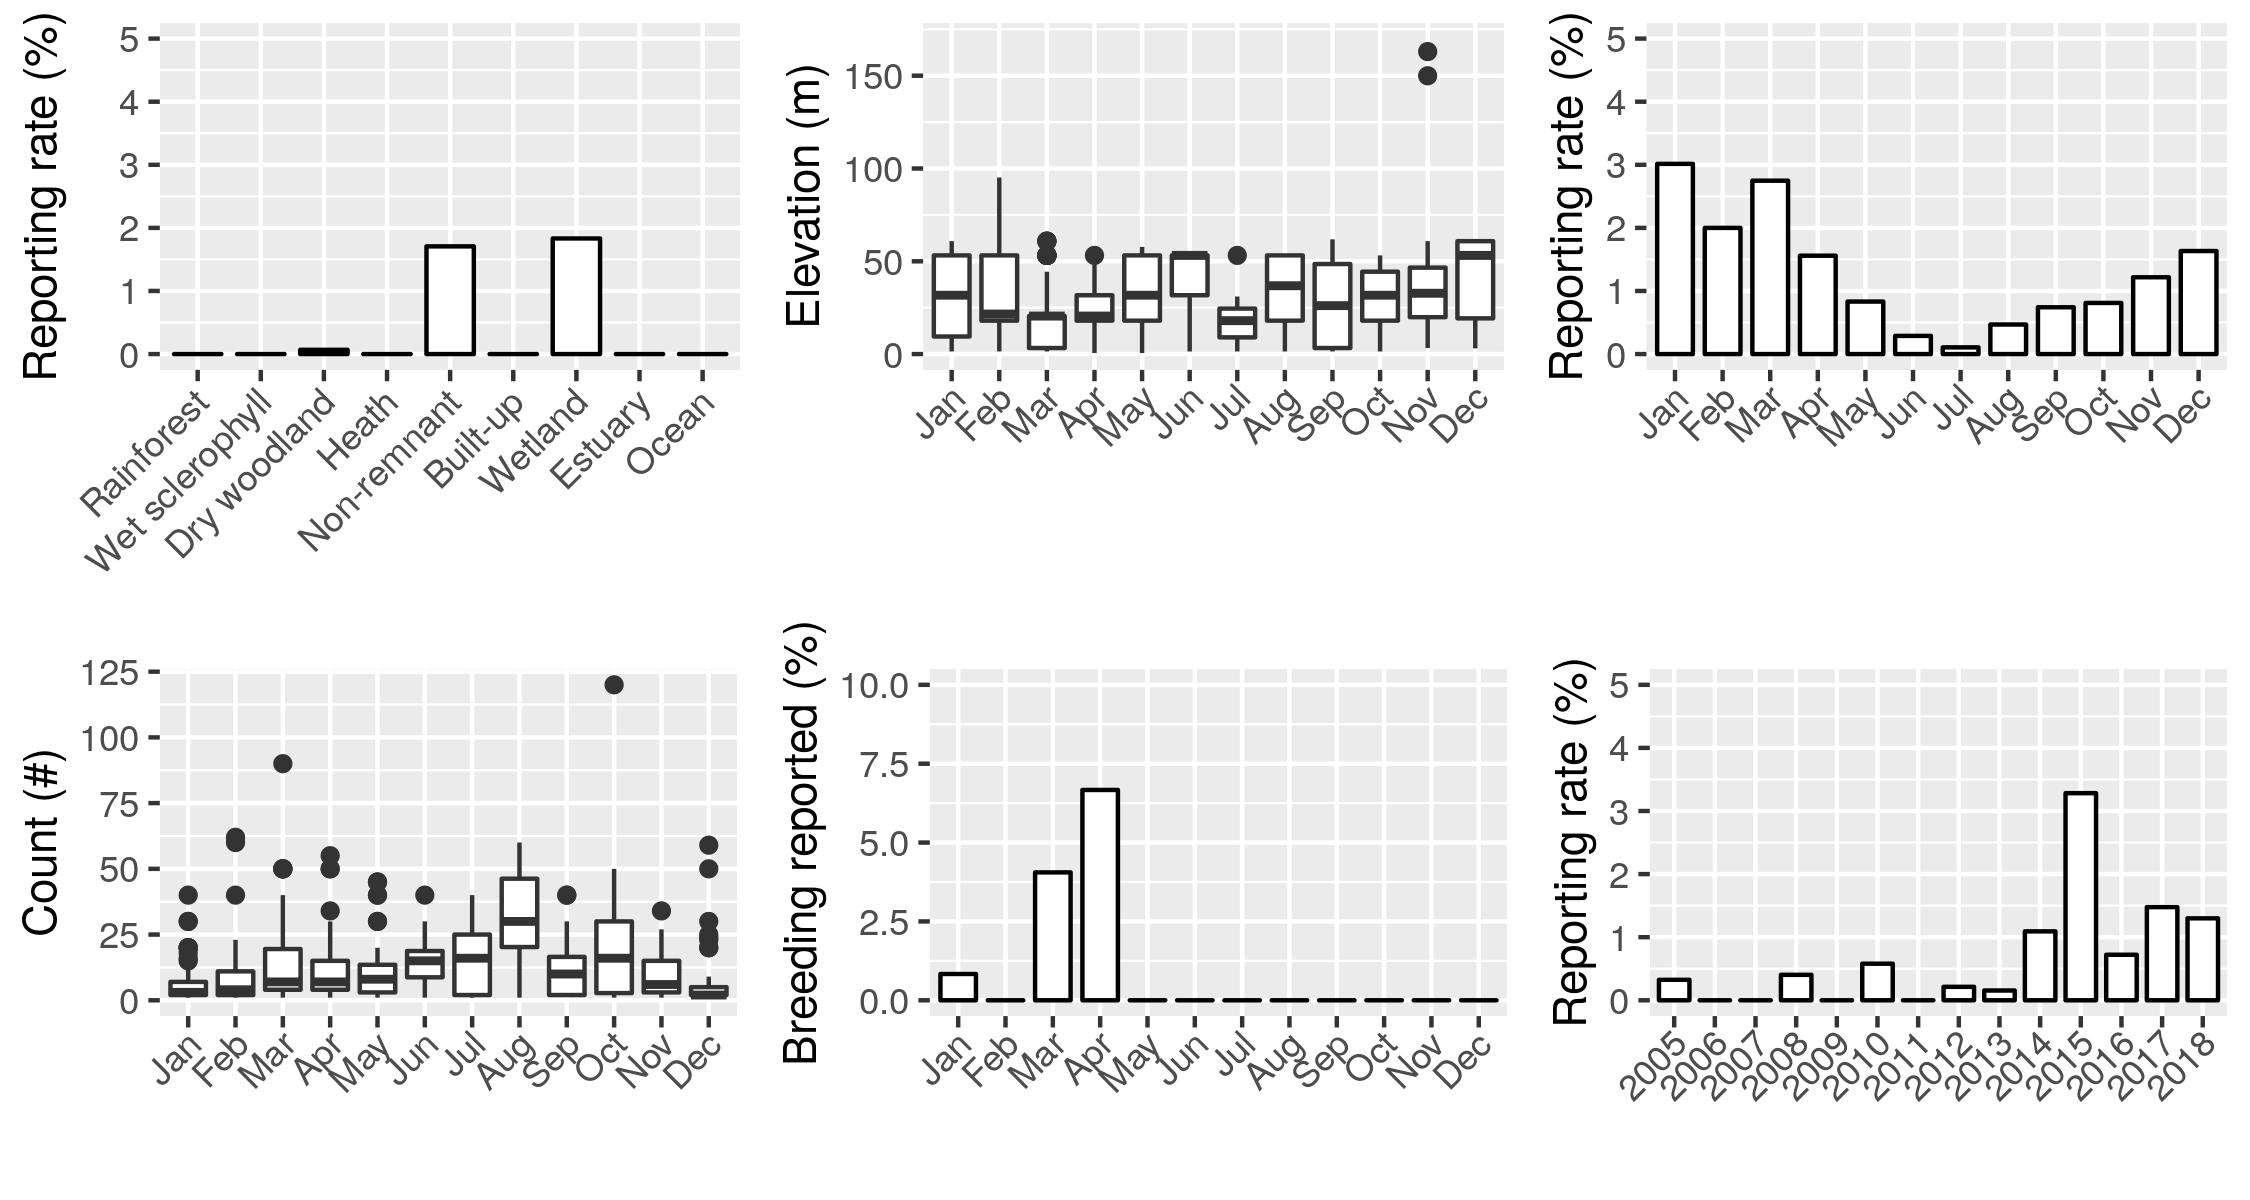 Reporting rate (%)
5
4
3
2
1
0
Rainforest
Wet sclerophyll
Dry woodland
Heath
Non-remnant
Built-up
Wetland
Estuary
Ocean
Elevation (m)
150
100
50
0
Jan
Feb
Mar
Apr
May
Jun
Jul
Aug
Sep
Oct
Nov
Dec
Reporting rate (%)
5
4
3
2
1
0
Jan
Feb
Mar
Apr
May
Jun
Jul
Aug
Sep
Oct
Nov
Dec
Count (#)
125
100
75
50
25
0
Jan
Feb
Mar
Apr
May
Jun
Jul
Aug
Sep
Oct
Nov
Dec
Breeding reported (%)
10.0
7.5
5.0
2.5
0.0
Jan
Feb
Mar
Apr
May
Jun
Jul
Aug
Sep
Oct
Nov
Dec
Reporting rate (%)
5
4
3
2
1
0
2005
2006
2007
2008
2009
2010
2011
2012
2013
2014
2015
2016
2017
2018